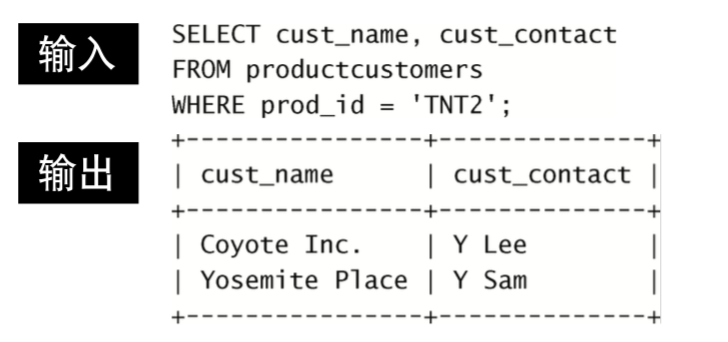 输入
SELECT cust_name, cust_contact
FROM productcustomers
WHERE prod_id = 'TNT2';
输出
+----------------+--------------+
| cust_name      | cust_contact |
+----------------+--------------+
| Coyote Inc.    | Y Lee        |
| Yosemite Place | Y Sam        |
+----------------+--------------+